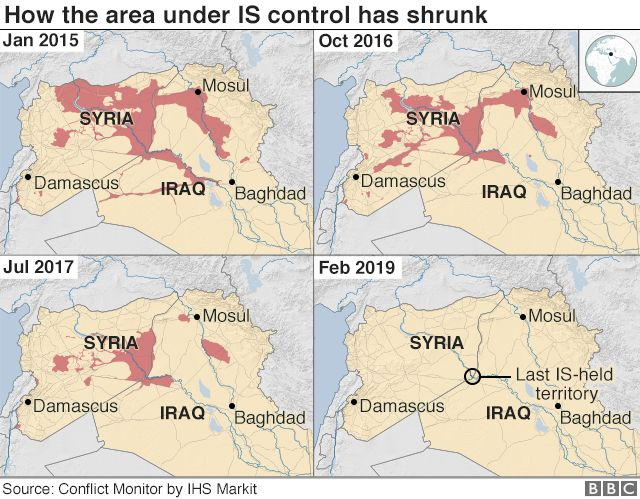 How the area under IS control has shrunk
Jan 2015
Mosul
SYRIA
Damascus
IRAQ
Baghdad
Oct 2016
Mosul
SYRIA
Damascus
IRAQ
Baghdad
Jul 2017
Mosul
SYRIA
Damascus
IRAQ
Baghdad
Feb 2019
Mosul
SYRIA
Last IS-held
territory
Damascus
IRAQ
Baghdad
Source: Conflict Monitor by IHS Markit
BBC